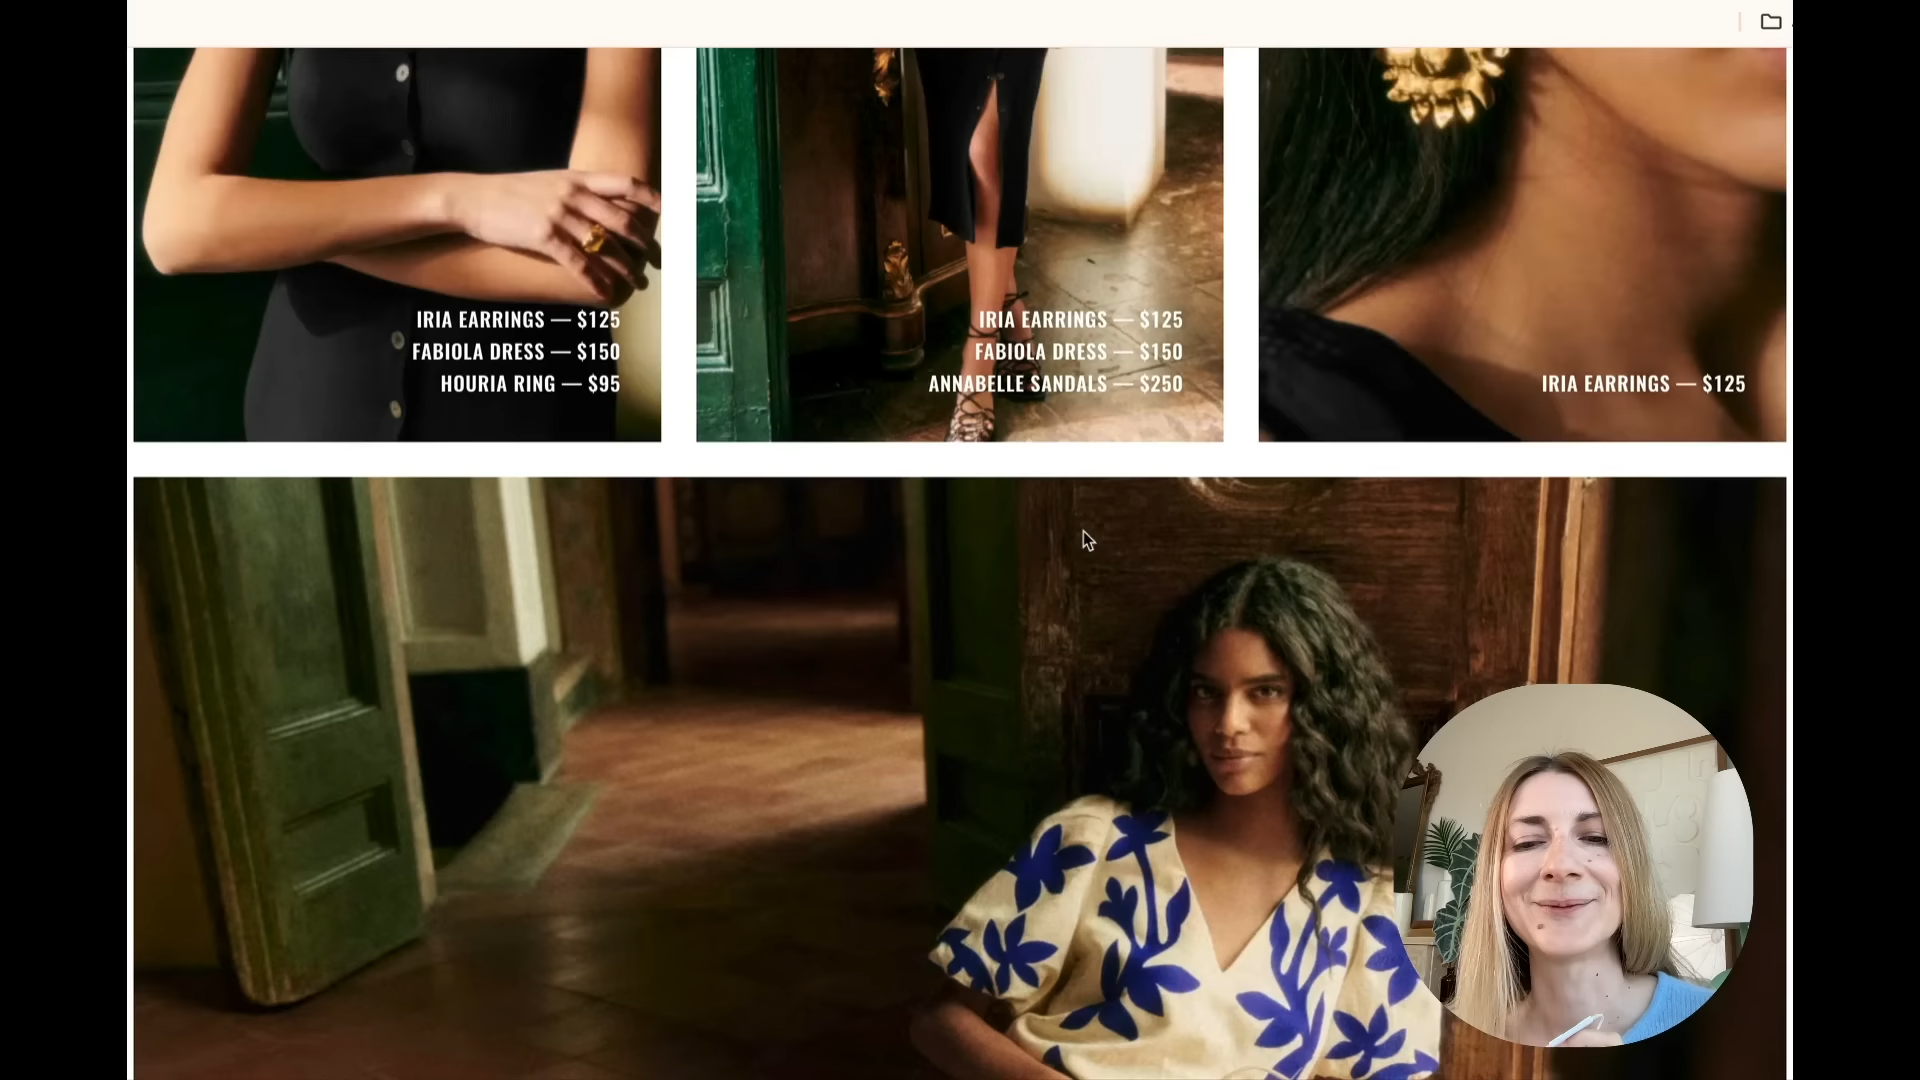 IRIA EARRINGS — $125
FABIOLA DRESS — $150
HOURIA RING — $95
IRIA EARRINGS — $125
FABIOLA DRESS — $150
ANNABELLE SANDALS — $250
IRIA EARRINGS — $125